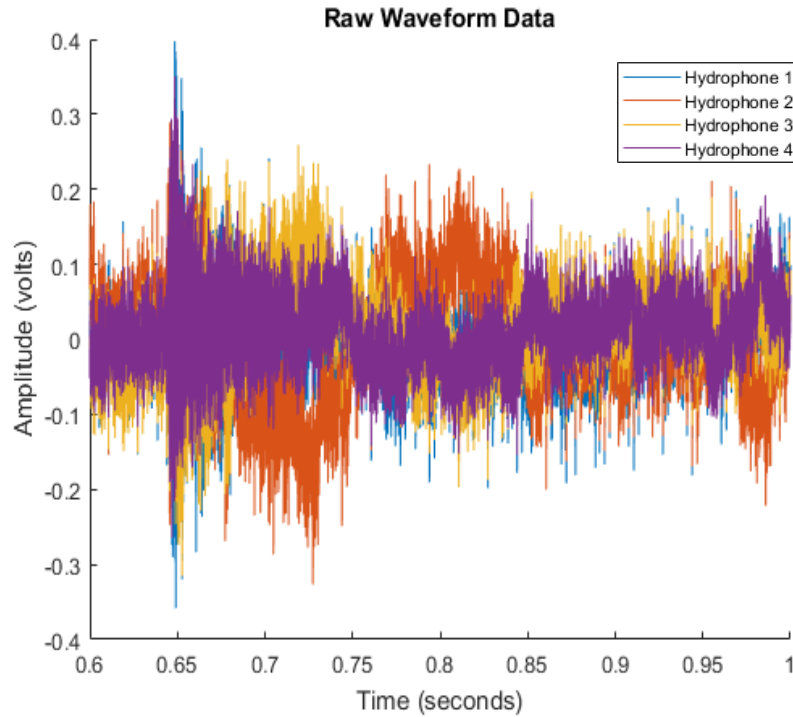 Raw Waveform Data
0.4
0.3
0.2
0.1
0
-0.1
-0.2
-0.3
-0.4
Amplitude (volts)
Hydrophone 1
Hydrophone 2
Hydrophone 3
Hydrophone 4
0.6 0.65 0.7 0.75 0.8 0.85 0.9 0.95 1
Time (seconds)